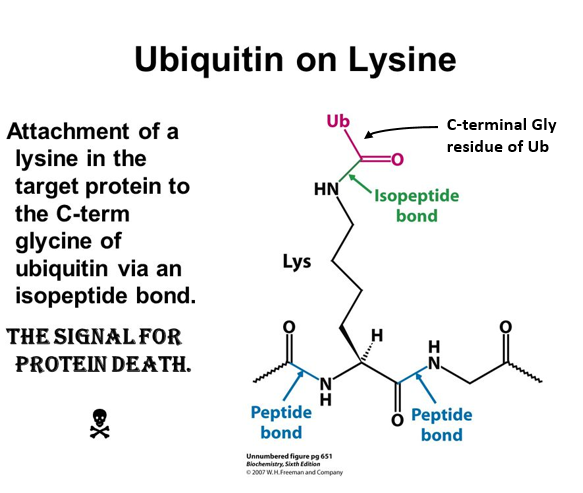 Ubiquitin on Lysine
Attachment of a
lysine in the
target protein to
the C-term
glycine of
ubiquitin via an
isopeptide bond.
THE SIGNAL FOR
PROTEIN DEATH.
Ub
C-terminal Gly
residue of Ub
O
HN
Isopeptide
bond
Lys
O
H
H
N
O
N
H
O
Peptide
bond
Peptide
bond
Unnumbered figure pg 651
Biochemistry, Sixth Edition
© 2007 W. H. Freeman and Company